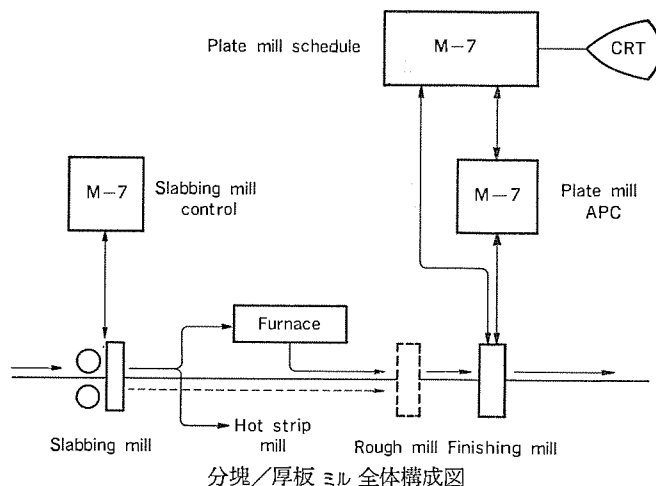 Plate mill schedule
M-7
CRT
M-7
Slabbing mill
control
M-7
Plate mill
APC
Furnace
Hot strip
mill
Slabbing mill
Rough mill
Finishing mill
分塊/厚板 ミル 全体構成図